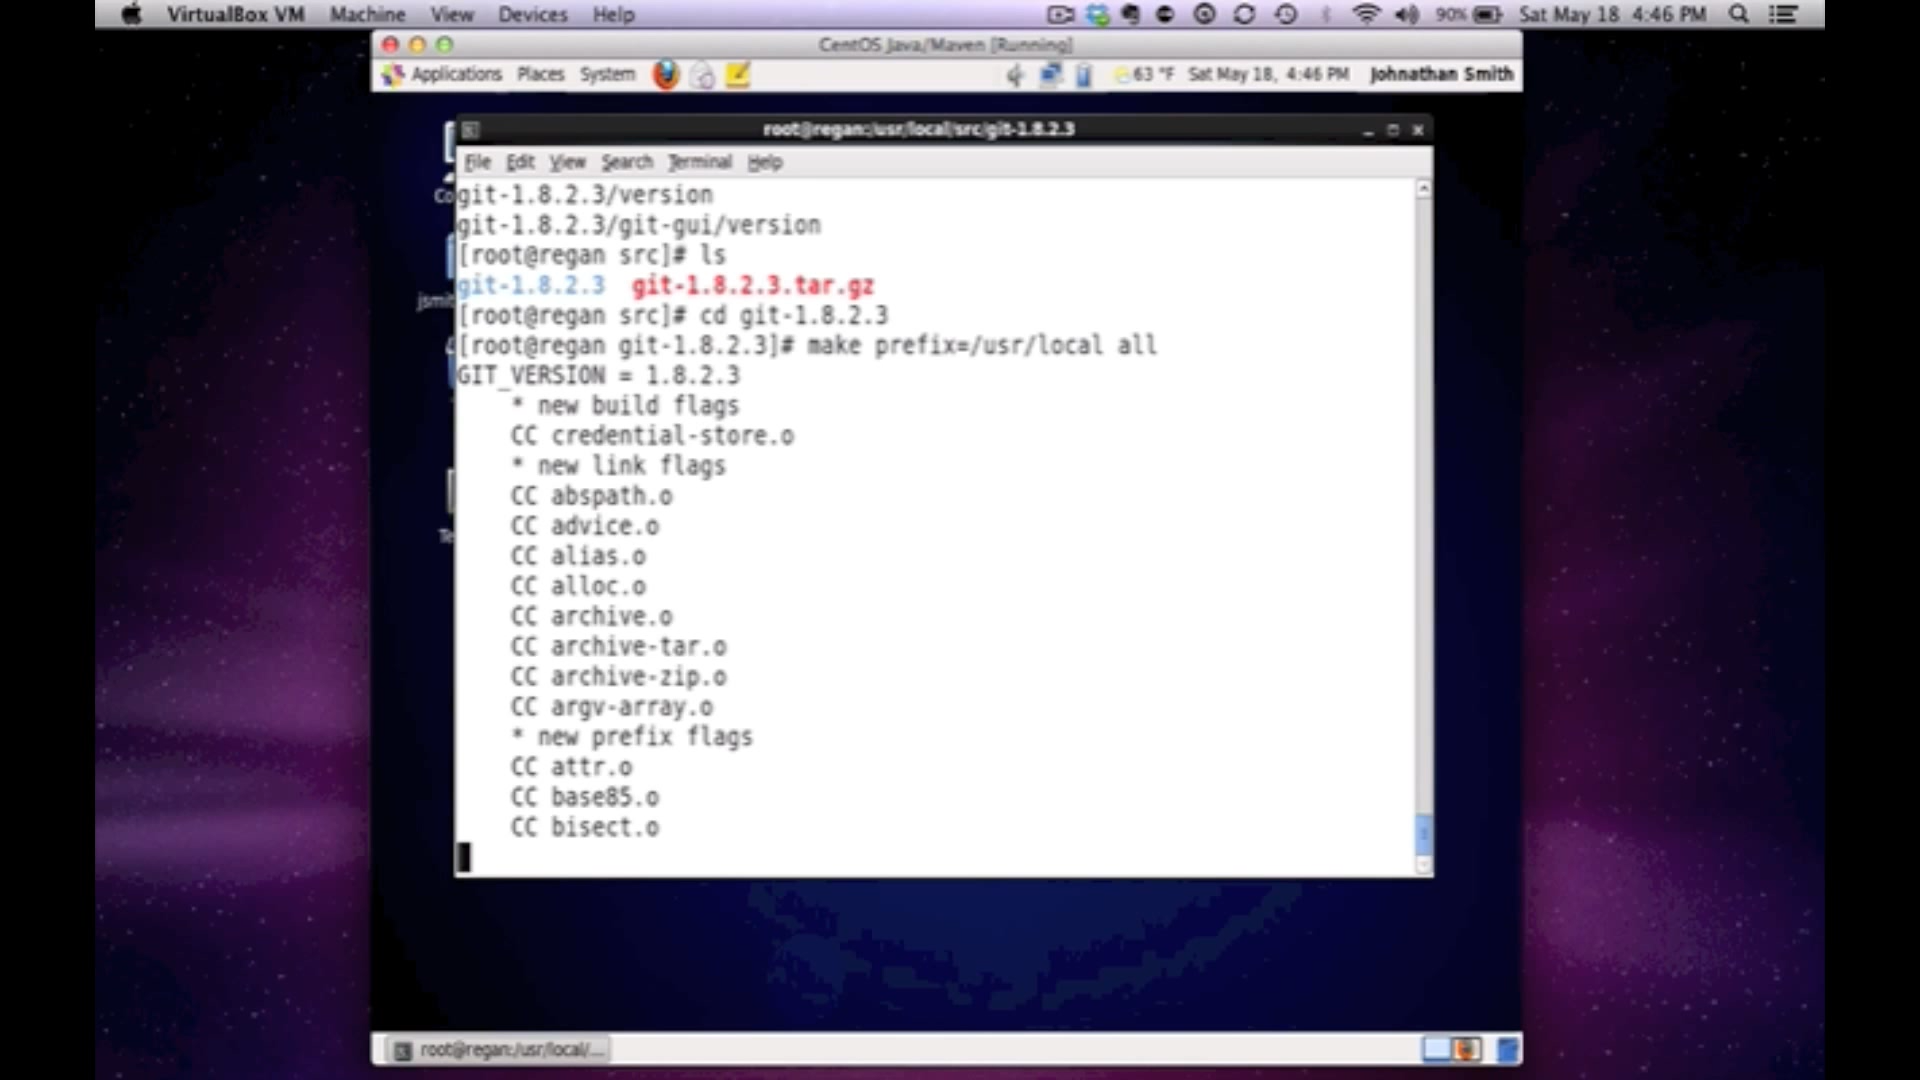 VirtualBox VM Machine View Devices Help 90% Sat May 18 4:46 PM
CentOS Java/Maven [Running]
Applications Places System 63 °F Sat May 18, 4:46 PM Johnathan Smith
root@regan:/usr/local/src/git-1.8.2.3
File Edit View Search Terminal Help
git-1.8.2.3/version
git-1.8.2.3/git-gui/version
[root@regan src]# ls
git-1.8.2.3 git-1.8.2.3.tar.gz
[root@regan src]# cd git-1.8.2.3
[root@regan git-1.8.2.3]# make prefix=/usr/local all
GIT_VERSION = 1.8.2.3
* new build flags
CC credential-store.o
* new link flags
CC abspath.o
CC advice.o
CC alias.o
CC alloc.o
CC archive.o
CC archive-tar.o
CC archive-zip.o
CC argv-array.o
* new prefix flags
CC attr.o
CC base85.o
CC bisect.o
root@regan:/usr/local/...